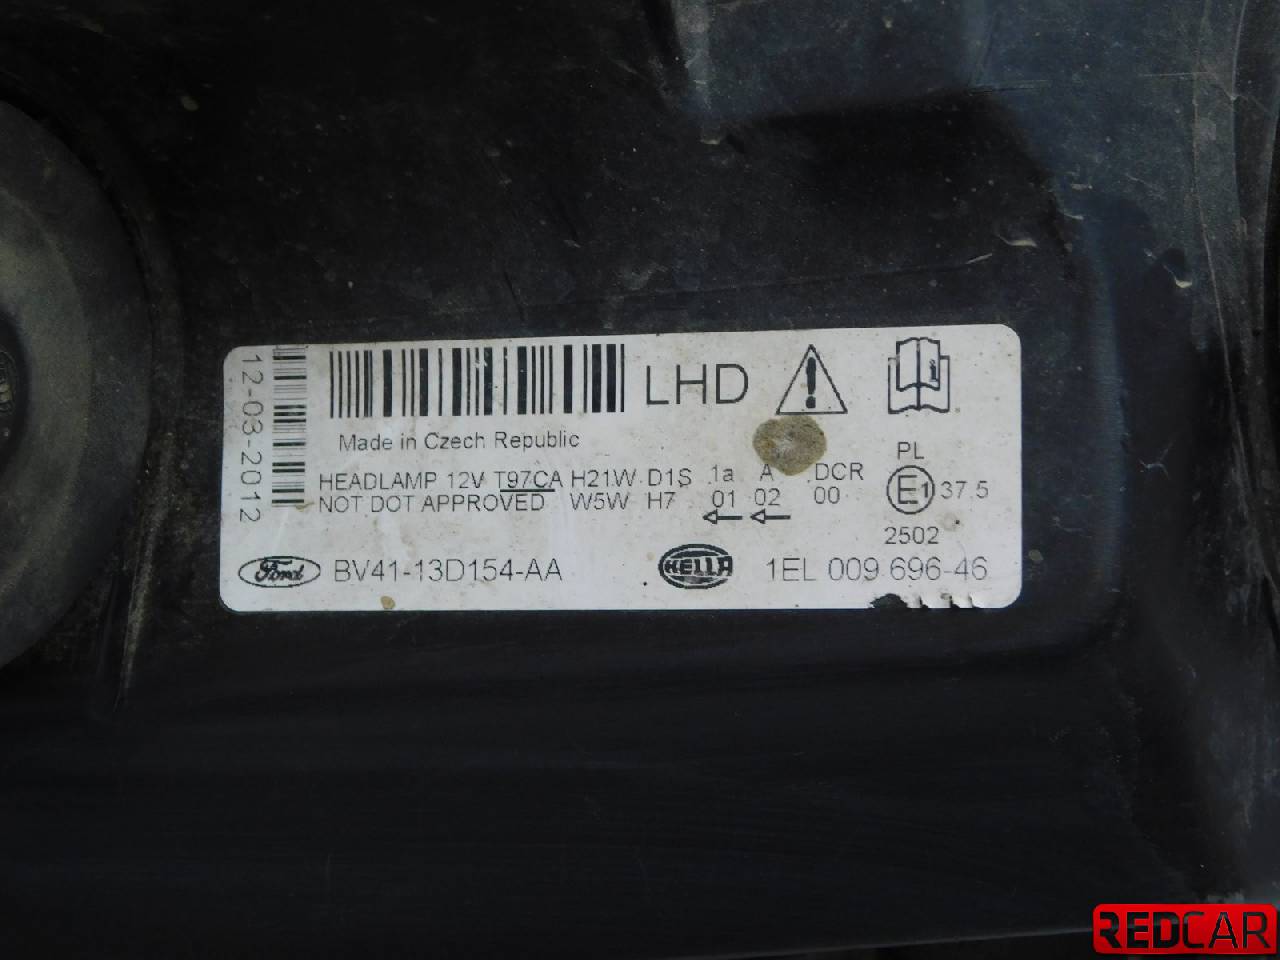 12-03-2012
LHD
Made in Czech Republic
HEADLAMP 12V T97CA H21W D1S 1a A DCR
NOT DOT APPROVED W5W H7 01 02 00
PL
E1 37.5
2502
Ford BV41-13D154-AA HELLA 1EL 009 696-46
REDCAR